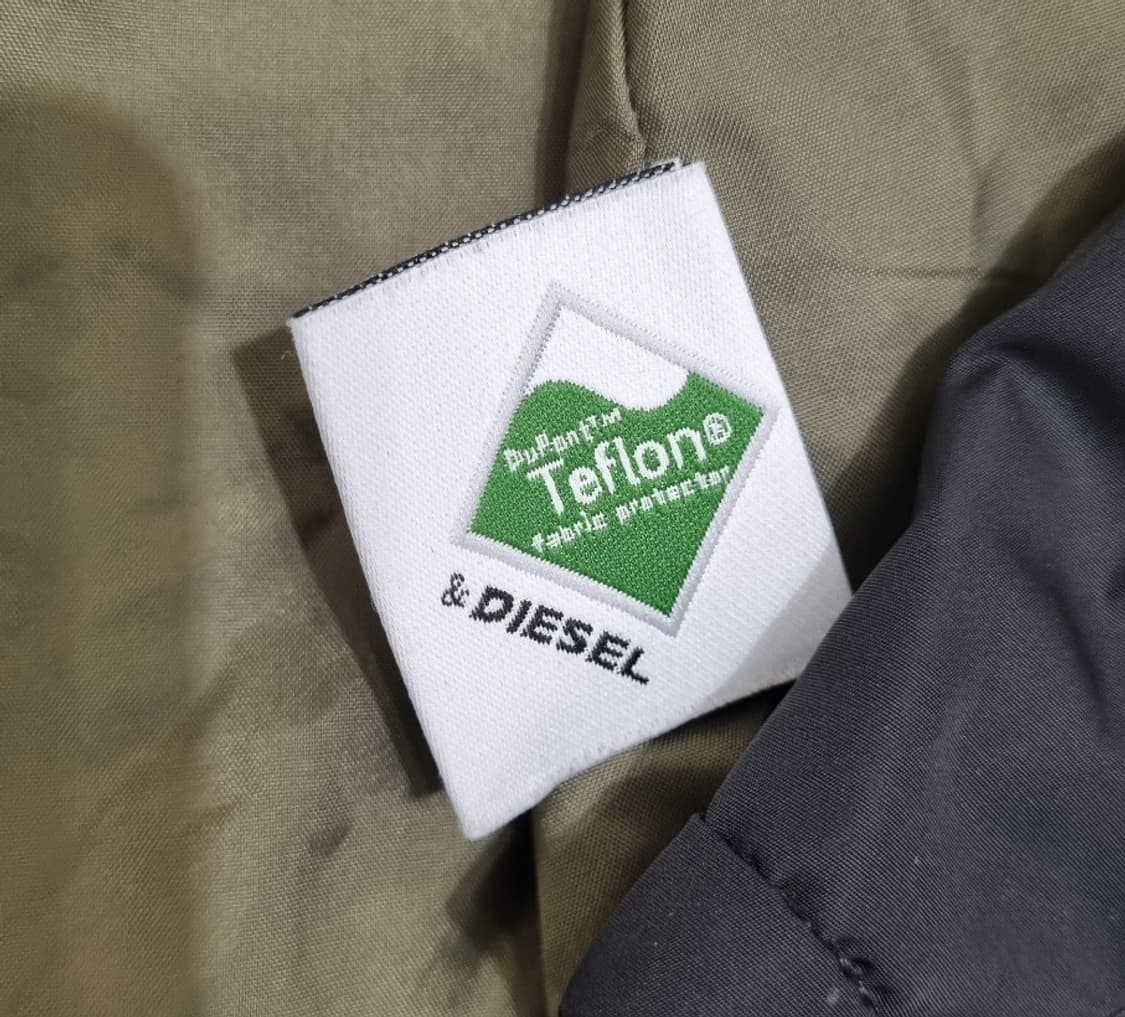 DuPont™
Teflon®
fabric protector
& DIESEL